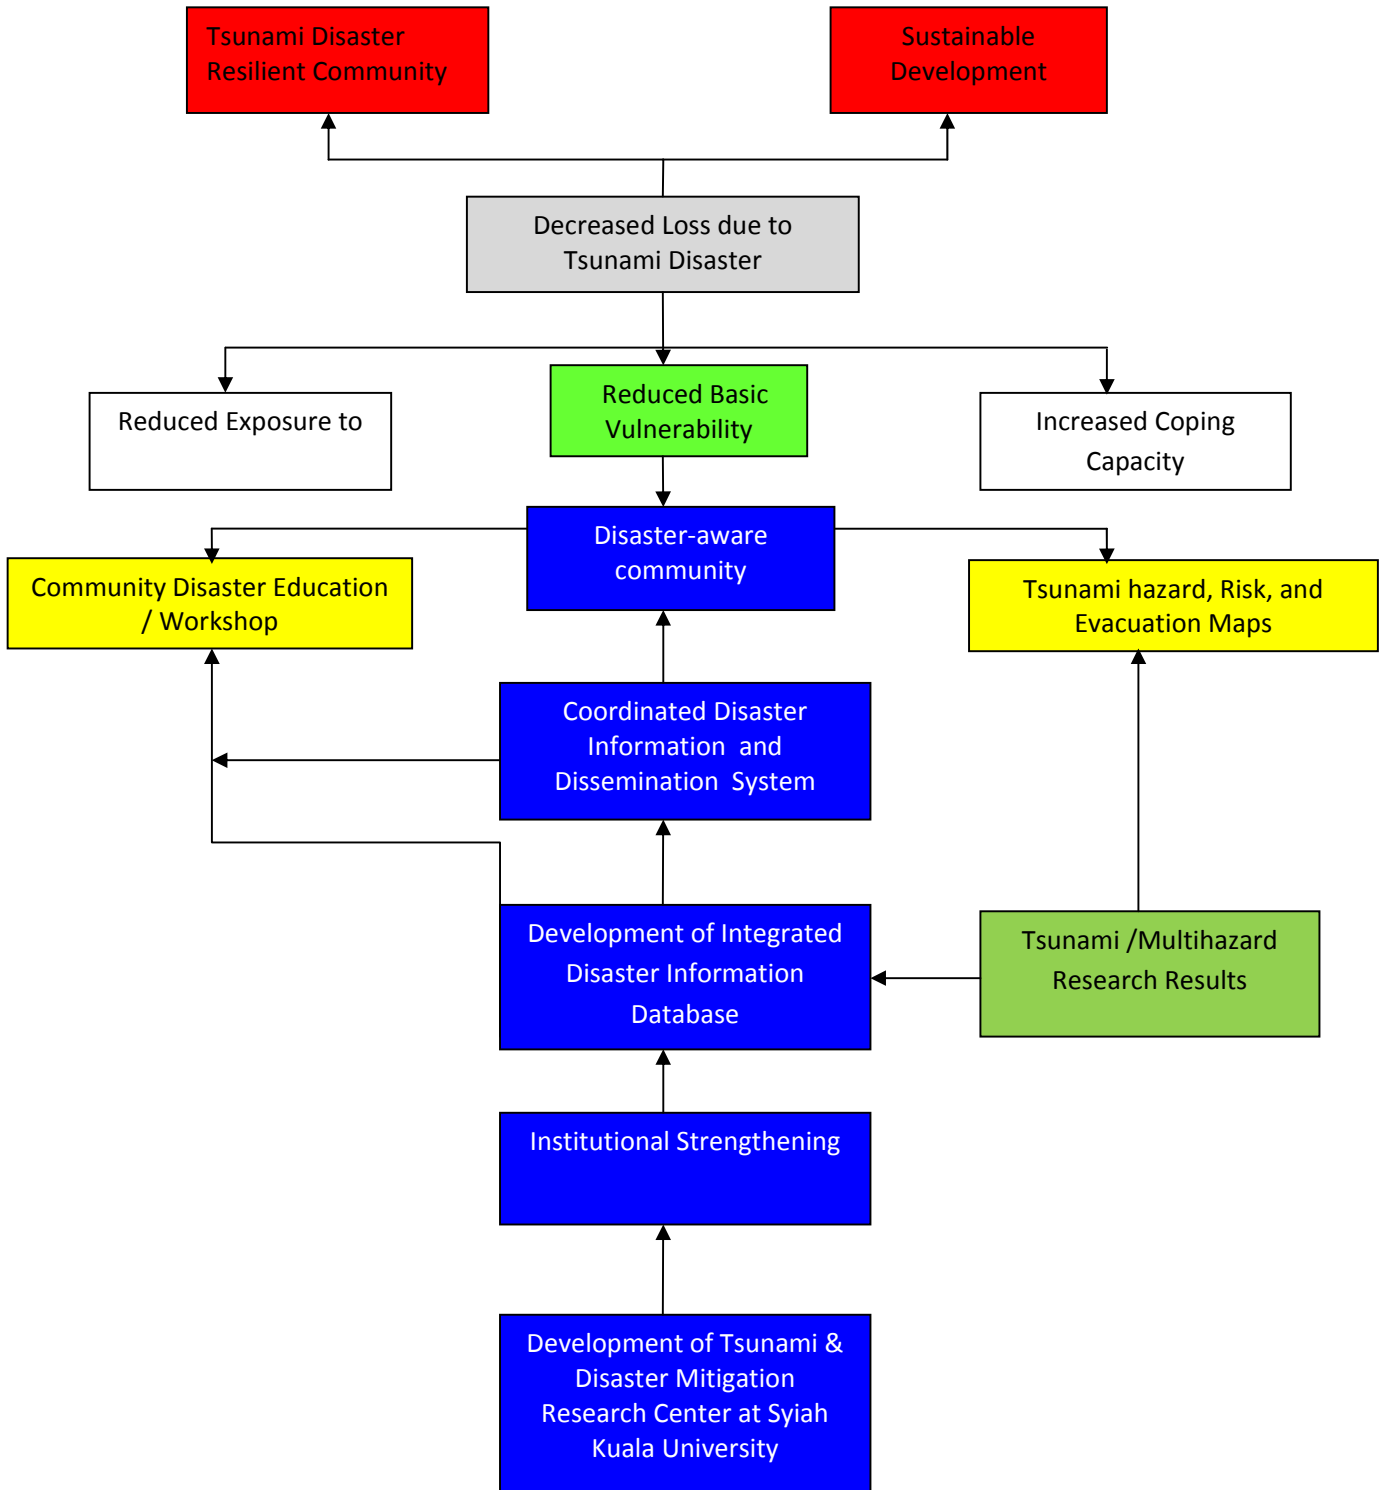 Tsunami Disaster
Resilient Community
Sustainable
Development
Decreased Loss due to
Tsunami Disaster
Reduced Exposure to
Reduced Basic
Vulnerability
Increased Coping
Capacity
Disaster-aware
community
Community Disaster Education
/ Workshop
Tsunami hazard, Risk, and
Evacuation Maps
Coordinated Disaster
Information and
Dissemination System
Development of Integrated
Disaster Information
Database
Tsunami /Multihazard
Research Results
Institutional Strengthening
Development of Tsunami &
Disaster Mitigation
Research Center at Syiah
Kuala University